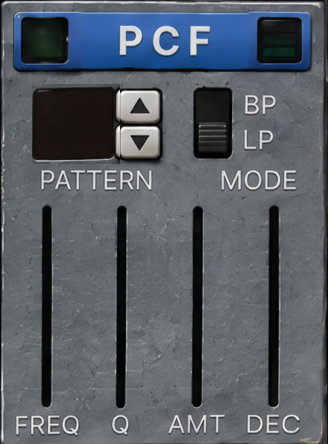 PCF
BP
LP
PATTERN MODE
FREQ Q AMT DEC